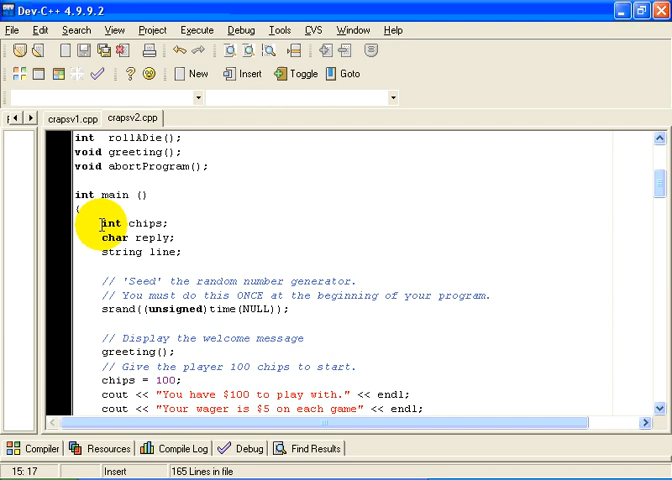 Dev-C++ 4.9.9.2
File Edit Search View Project Execute Debug Tools CVS Window Help
New Insert Toggle Goto
crapsv1.cpp crapsv2.cpp
int rollADie();
void greeting();
void abortProgram();
int main ()
{
int chips;
char reply;
string line;
// 'Seed' the random number generator.
// You must do this ONCE at the beginning of your program.
srand((unsigned)time(NULL));
// Display the welcome message
greeting();
// Give the player 100 chips to start.
chips = 100;
cout << "You have $100 to play with." << endl;
cout << "Your wager is $5 on each game" << endl;
Compiler Resources Compile Log Debug Find Results
15: 17 Insert 165 Lines in file